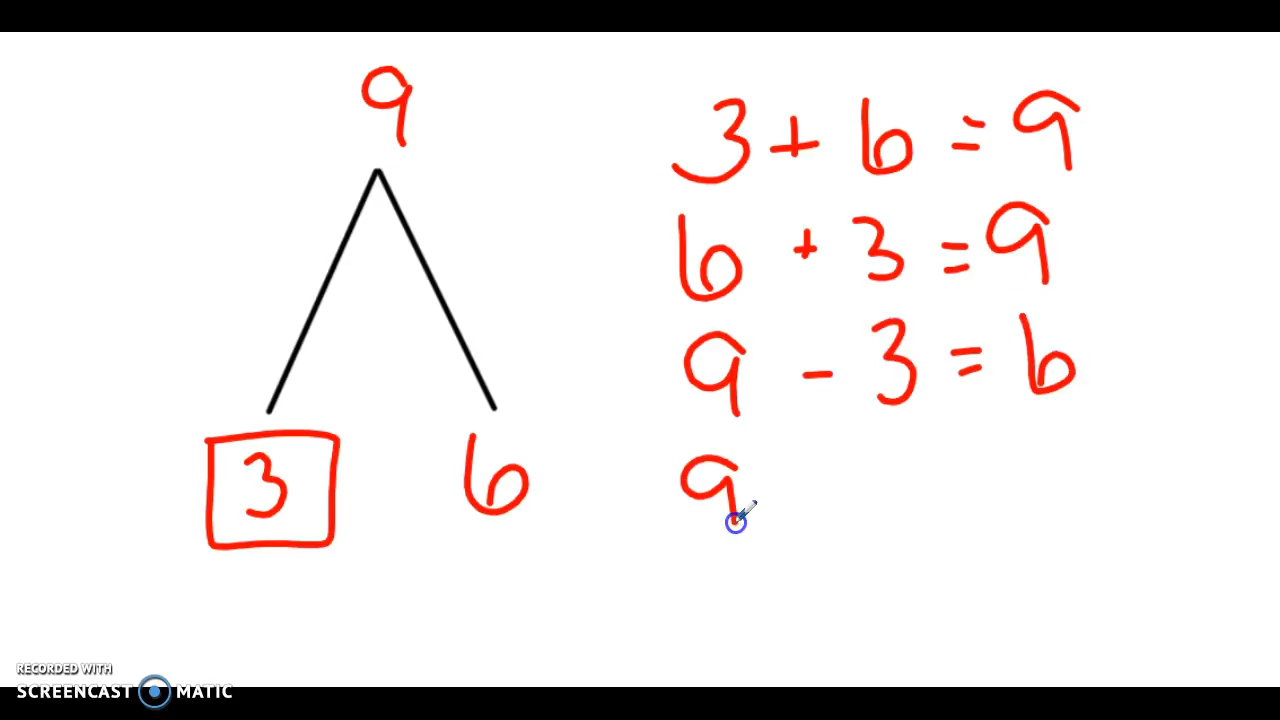 9
3 6
3 + 6 = 9
6 + 3 = 9
9 - 3 = 6
9
RECORDED WITH
SCREENCAST MATIC